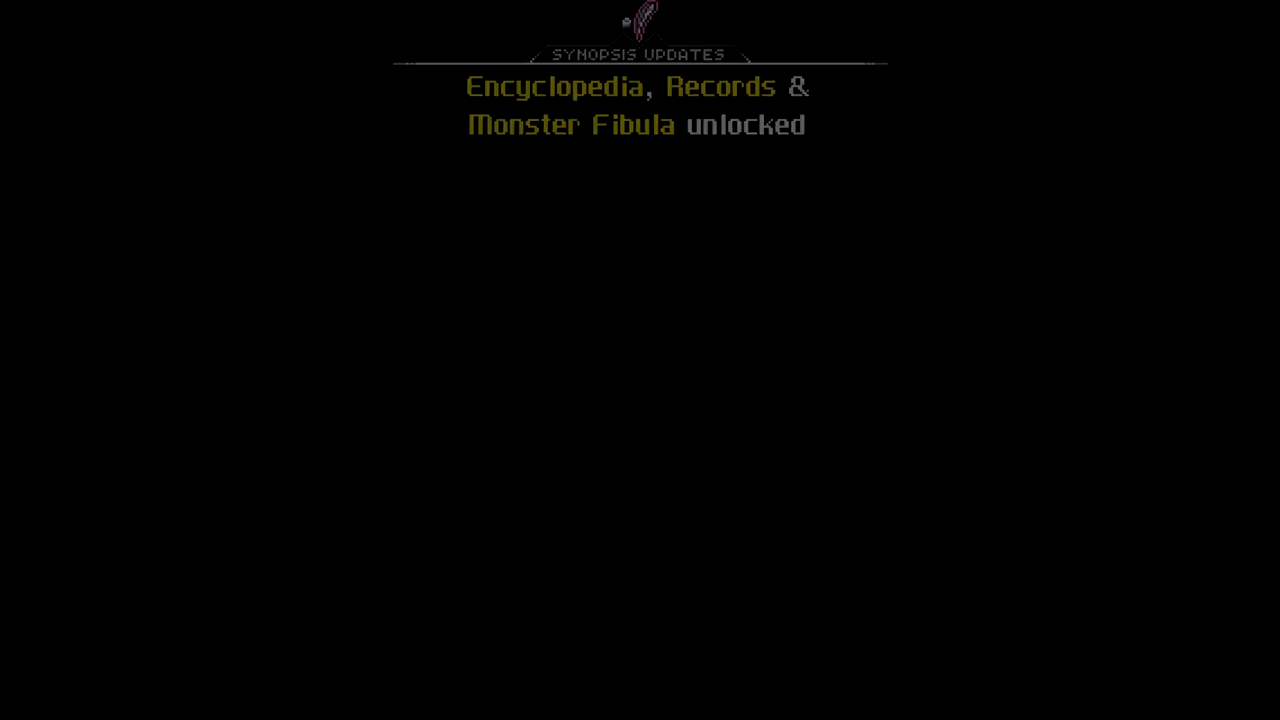 SYNOPSIS UPDATES
Encyclopedia, Records &
Monster Fibula unlocked